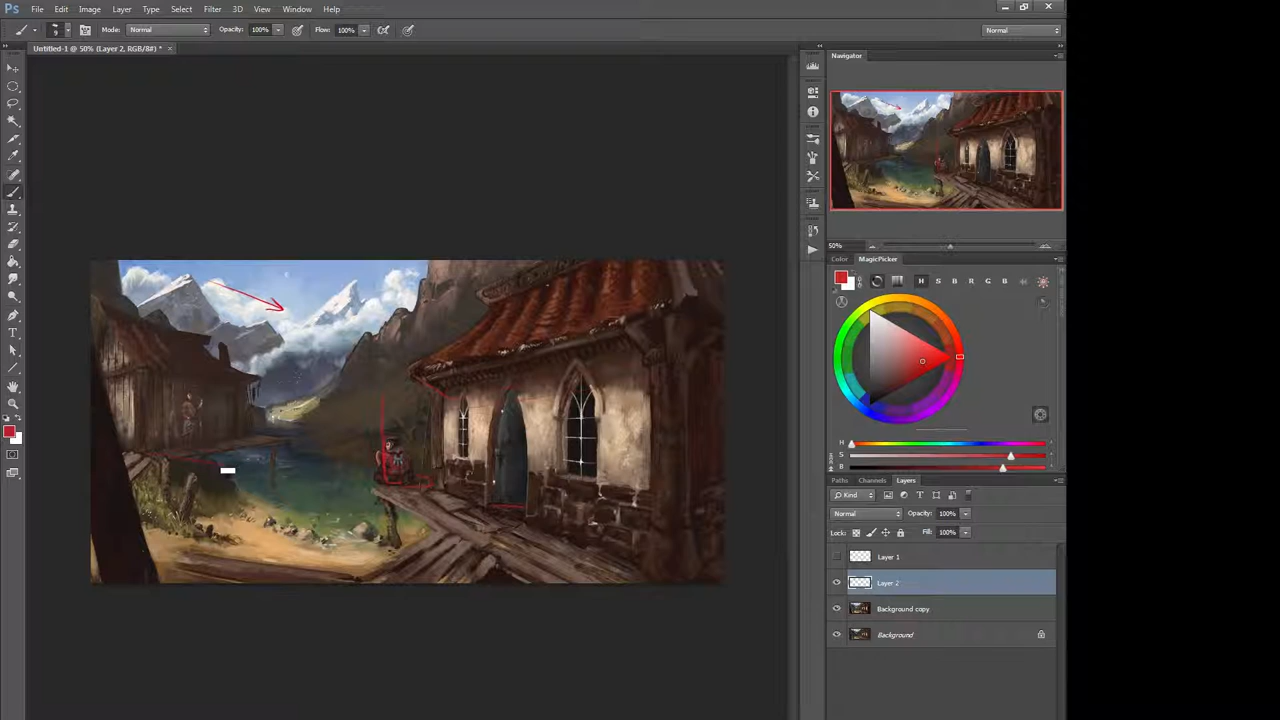 Ps File Edit Image Layer Type Select Filter 3D View Window Help
Mode: Normal Opacity: 100% Flow: 100% Normal
Untitled-1 @ 50% (Layer 2, RGB/8#) * ×
Navigator
50%
Color MagicPicker
H S B R G B
H
S
B
Paths Channels Layers
Kind
Normal Opacity: 100%
Lock: Fill: 100%
Layer 1
Layer 2
Background copy
Background